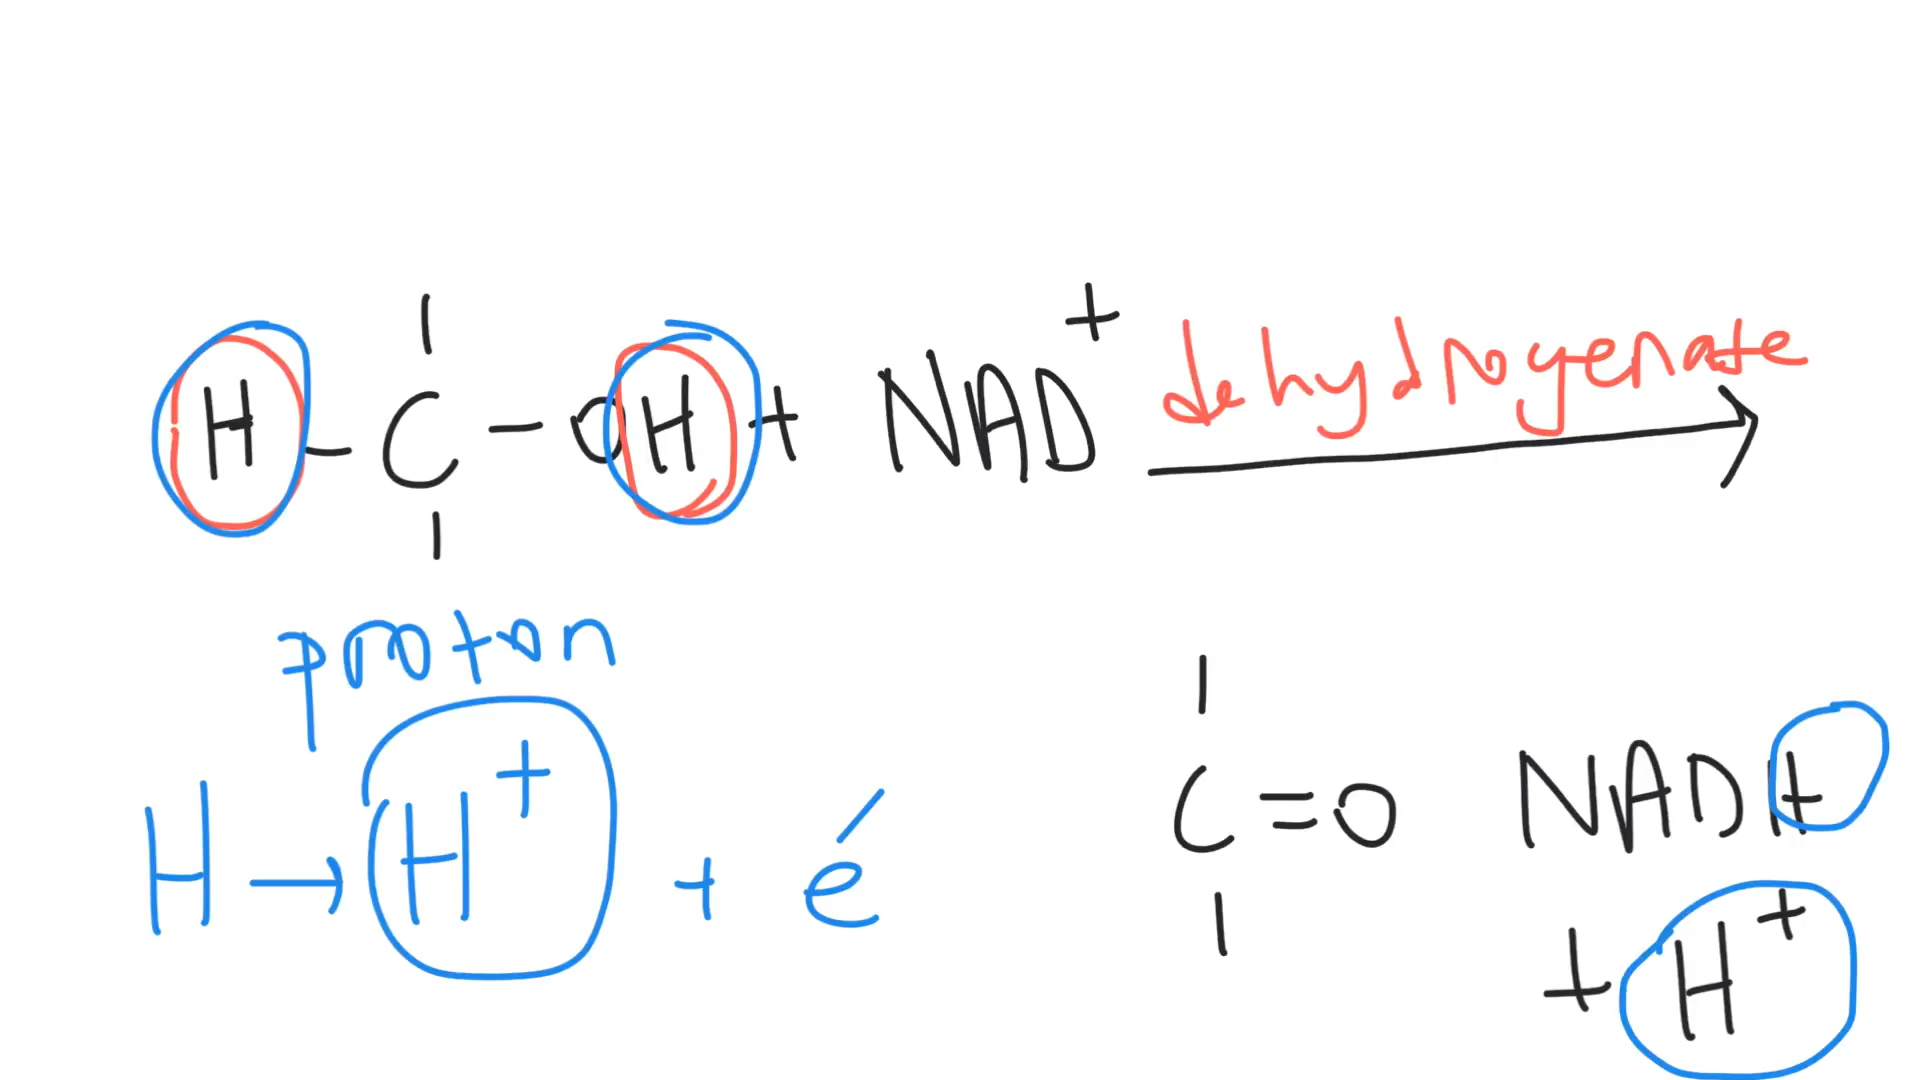 H - C - OH + NAD⁺ dehydrogenate
proton
H → H⁺ + é
C = O NADH
+ H⁺